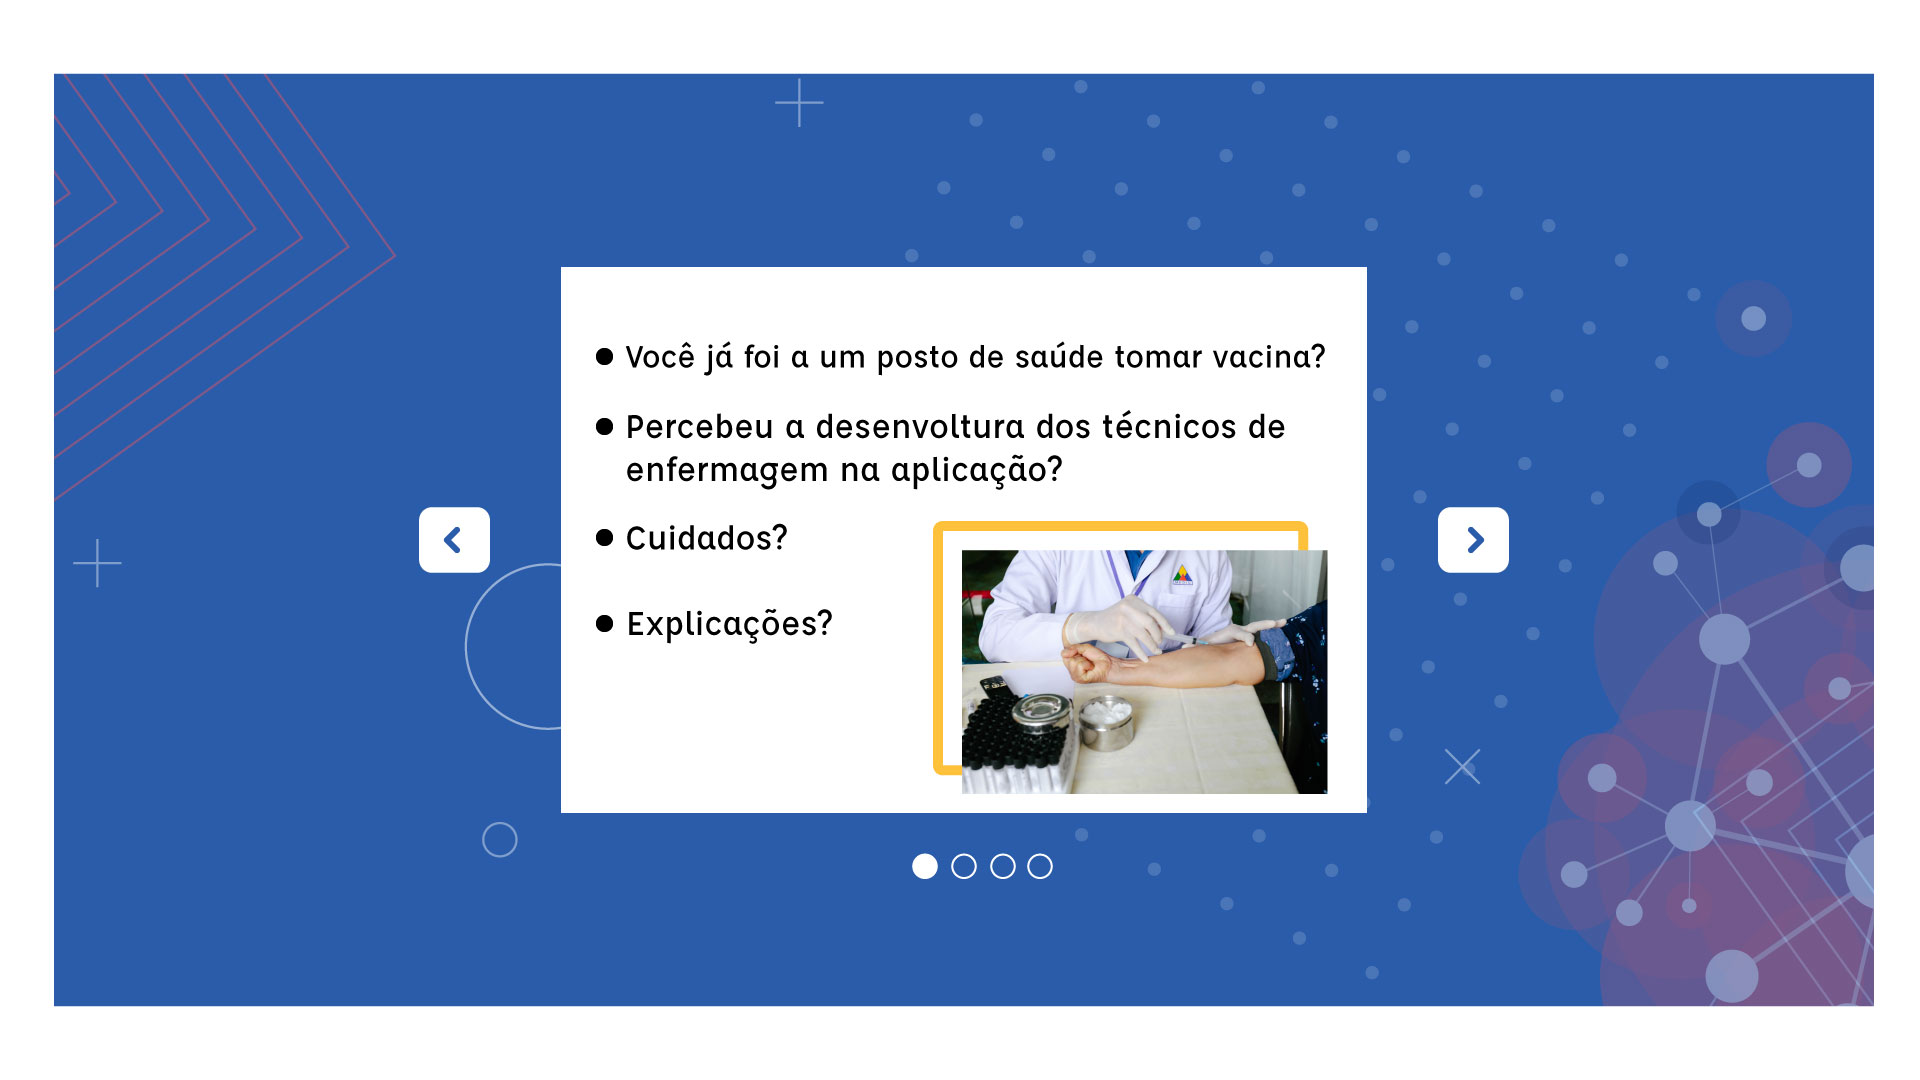 ● Você já foi a um posto de saúde tomar vacina?
● Percebeu a desenvoltura dos técnicos de
enfermagem na aplicação?
● Cuidados?
● Explicações?